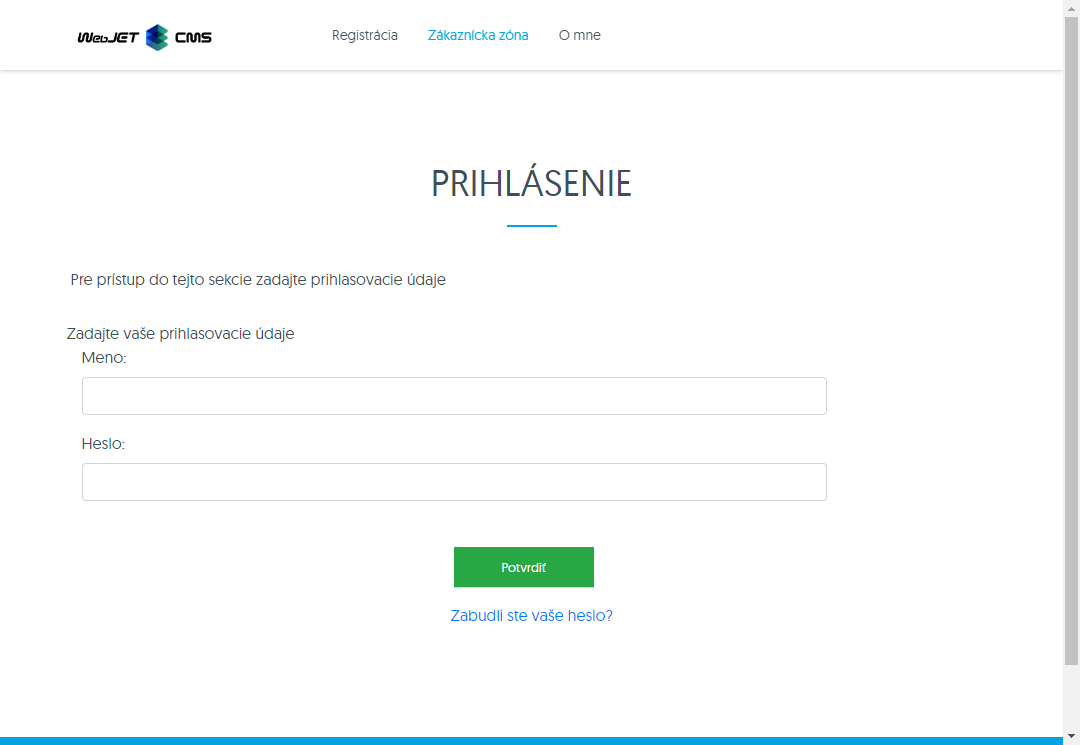 WebJET CMS
Registrácia Zákaznícka zóna O mne
PRIHLÁSENIE
Pre prístup do tejto sekcie zadajte prihlasovacie údaje
Zadajte vaše prihlasovacie údaje
Meno:
Heslo:
Potvrdiť
Zabudli ste vaše heslo?